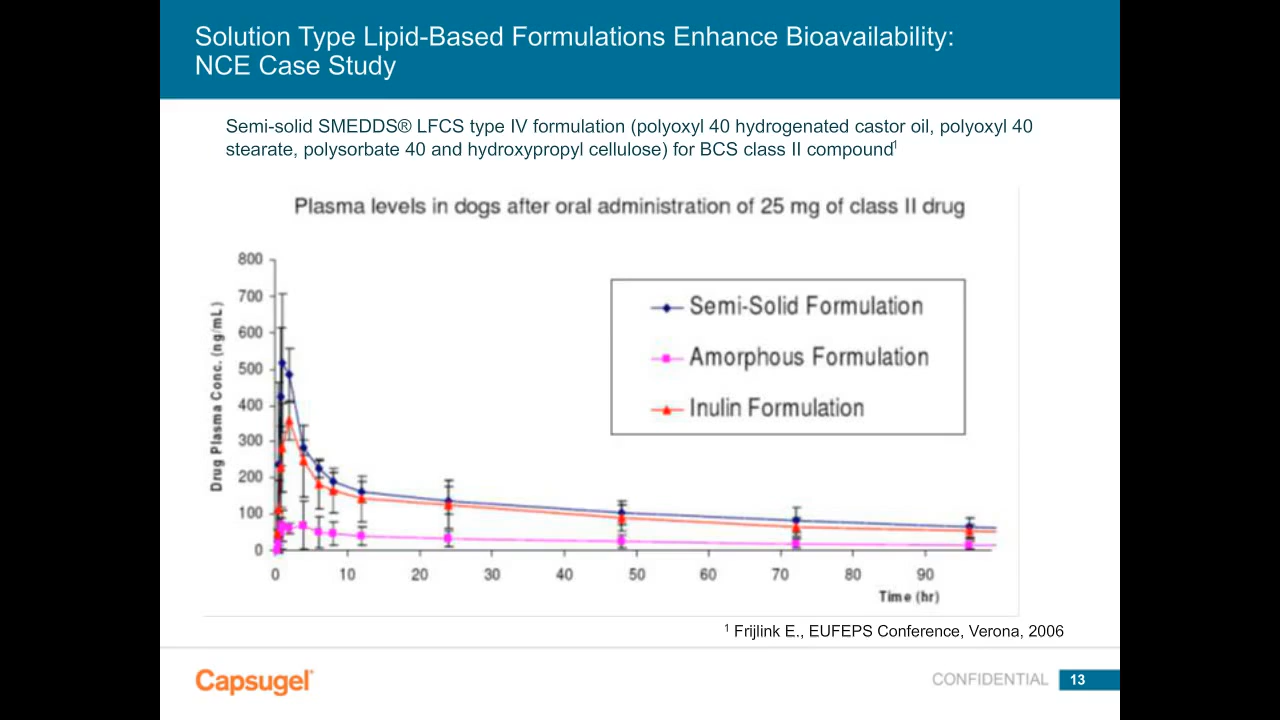 Solution Type Lipid-Based Formulations Enhance Bioavailability:
NCE Case Study
Semi-solid SMEDDS® LFCS type IV formulation (polyoxyl 40 hydrogenated castor oil, polyoxyl 40
stearate, polysorbate 40 and hydroxypropyl cellulose) for BCS class II compound¹
Plasma levels in dogs after oral administration of 25 mg of class II drug
Drug Plasma Conc. (ng/mL)
800
700
600
500
400
300
200
100
0
Semi-Solid Formulation
Amorphous Formulation
Inulin Formulation
0 10 20 30 40 50 60 70 80 90
Time (hr)
¹ Frijlink E., EUFEPS Conference, Verona, 2006
Capsugel®
CONFIDENTIAL 13